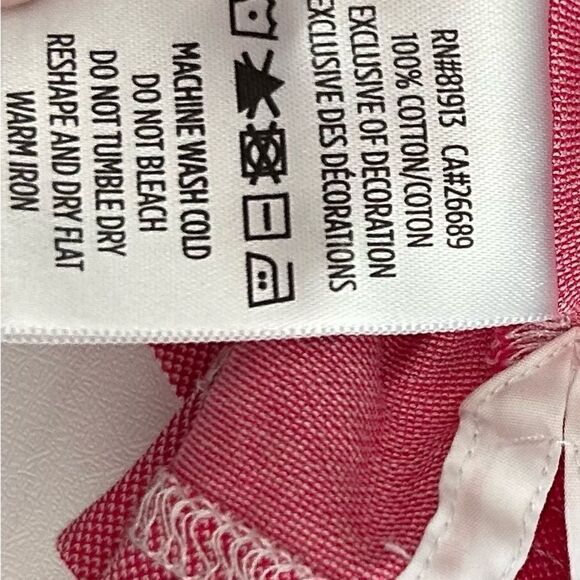 RN#81913 CA#26689
100% COTTON/COTON
EXCLUSIVE OF DECORATION
EXCLUSIVE DES DÉCORATIONS
MACHINE WASH COLD
DO NOT BLEACH
DO NOT TUMBLE DRY
RESHAPE AND DRY FLAT
WARM IRON